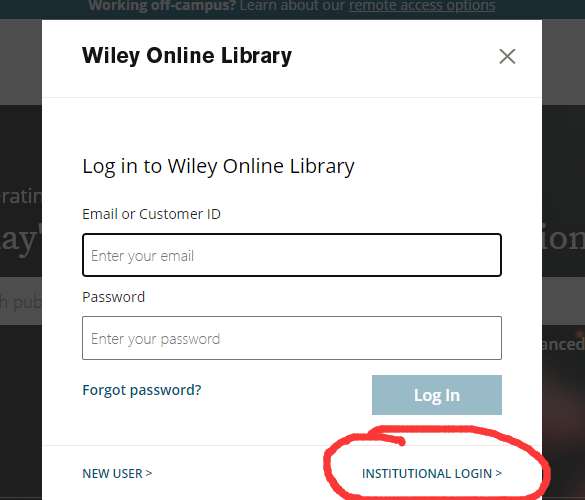 Working off-campus? Learn about our remote access options
Wiley Online Library
Log in to Wiley Online Library
Email or Customer ID
Enter your email
Password
Enter your password
Forgot password?
Log In
NEW USER >
INSTITUTIONAL LOGIN >